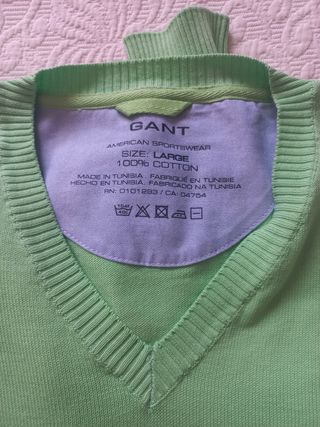 GANT
AMERICAN SPORTSWEAR
SIZE: LARGE
100% COTTON
MADE IN TUNISIA / FABRIQUÉ EN TUNISIE
HECHO EN TUNISIA. FABRICADO NA TUNISIA
RN: 0101293 / CA: 04754